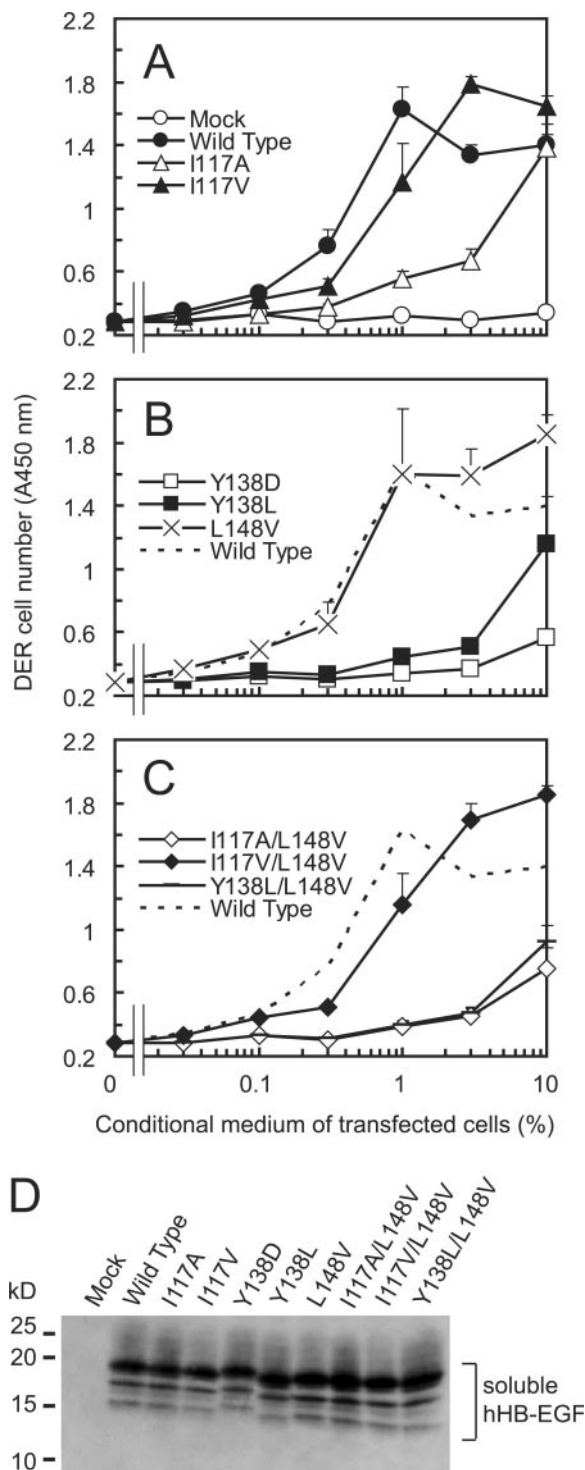 2.2
A
1.8
Mock
Wild Type
1.4
I117A
I117V
1
0.6
0.2
2.2
B
1.8
Y138D
Y138L
1.4
L148V
Wild Type
1
0.6
0.2
DER cell number (A450 nm)
2.2
C
1.8
I117A/L148V
I117V/L148V
1.4
Y138L/L148V
Wild Type
1
0.6
0.2
0 0.1 1 10
Conditional medium of transfected cells (%)
D
Mock
Wild Type
I117A
I117V
Y138D
Y138L
L148V
I117A/L148V
I117V/L148V
Y138L/L148V
kD
25
20
15
10
soluble
hHB-EGF